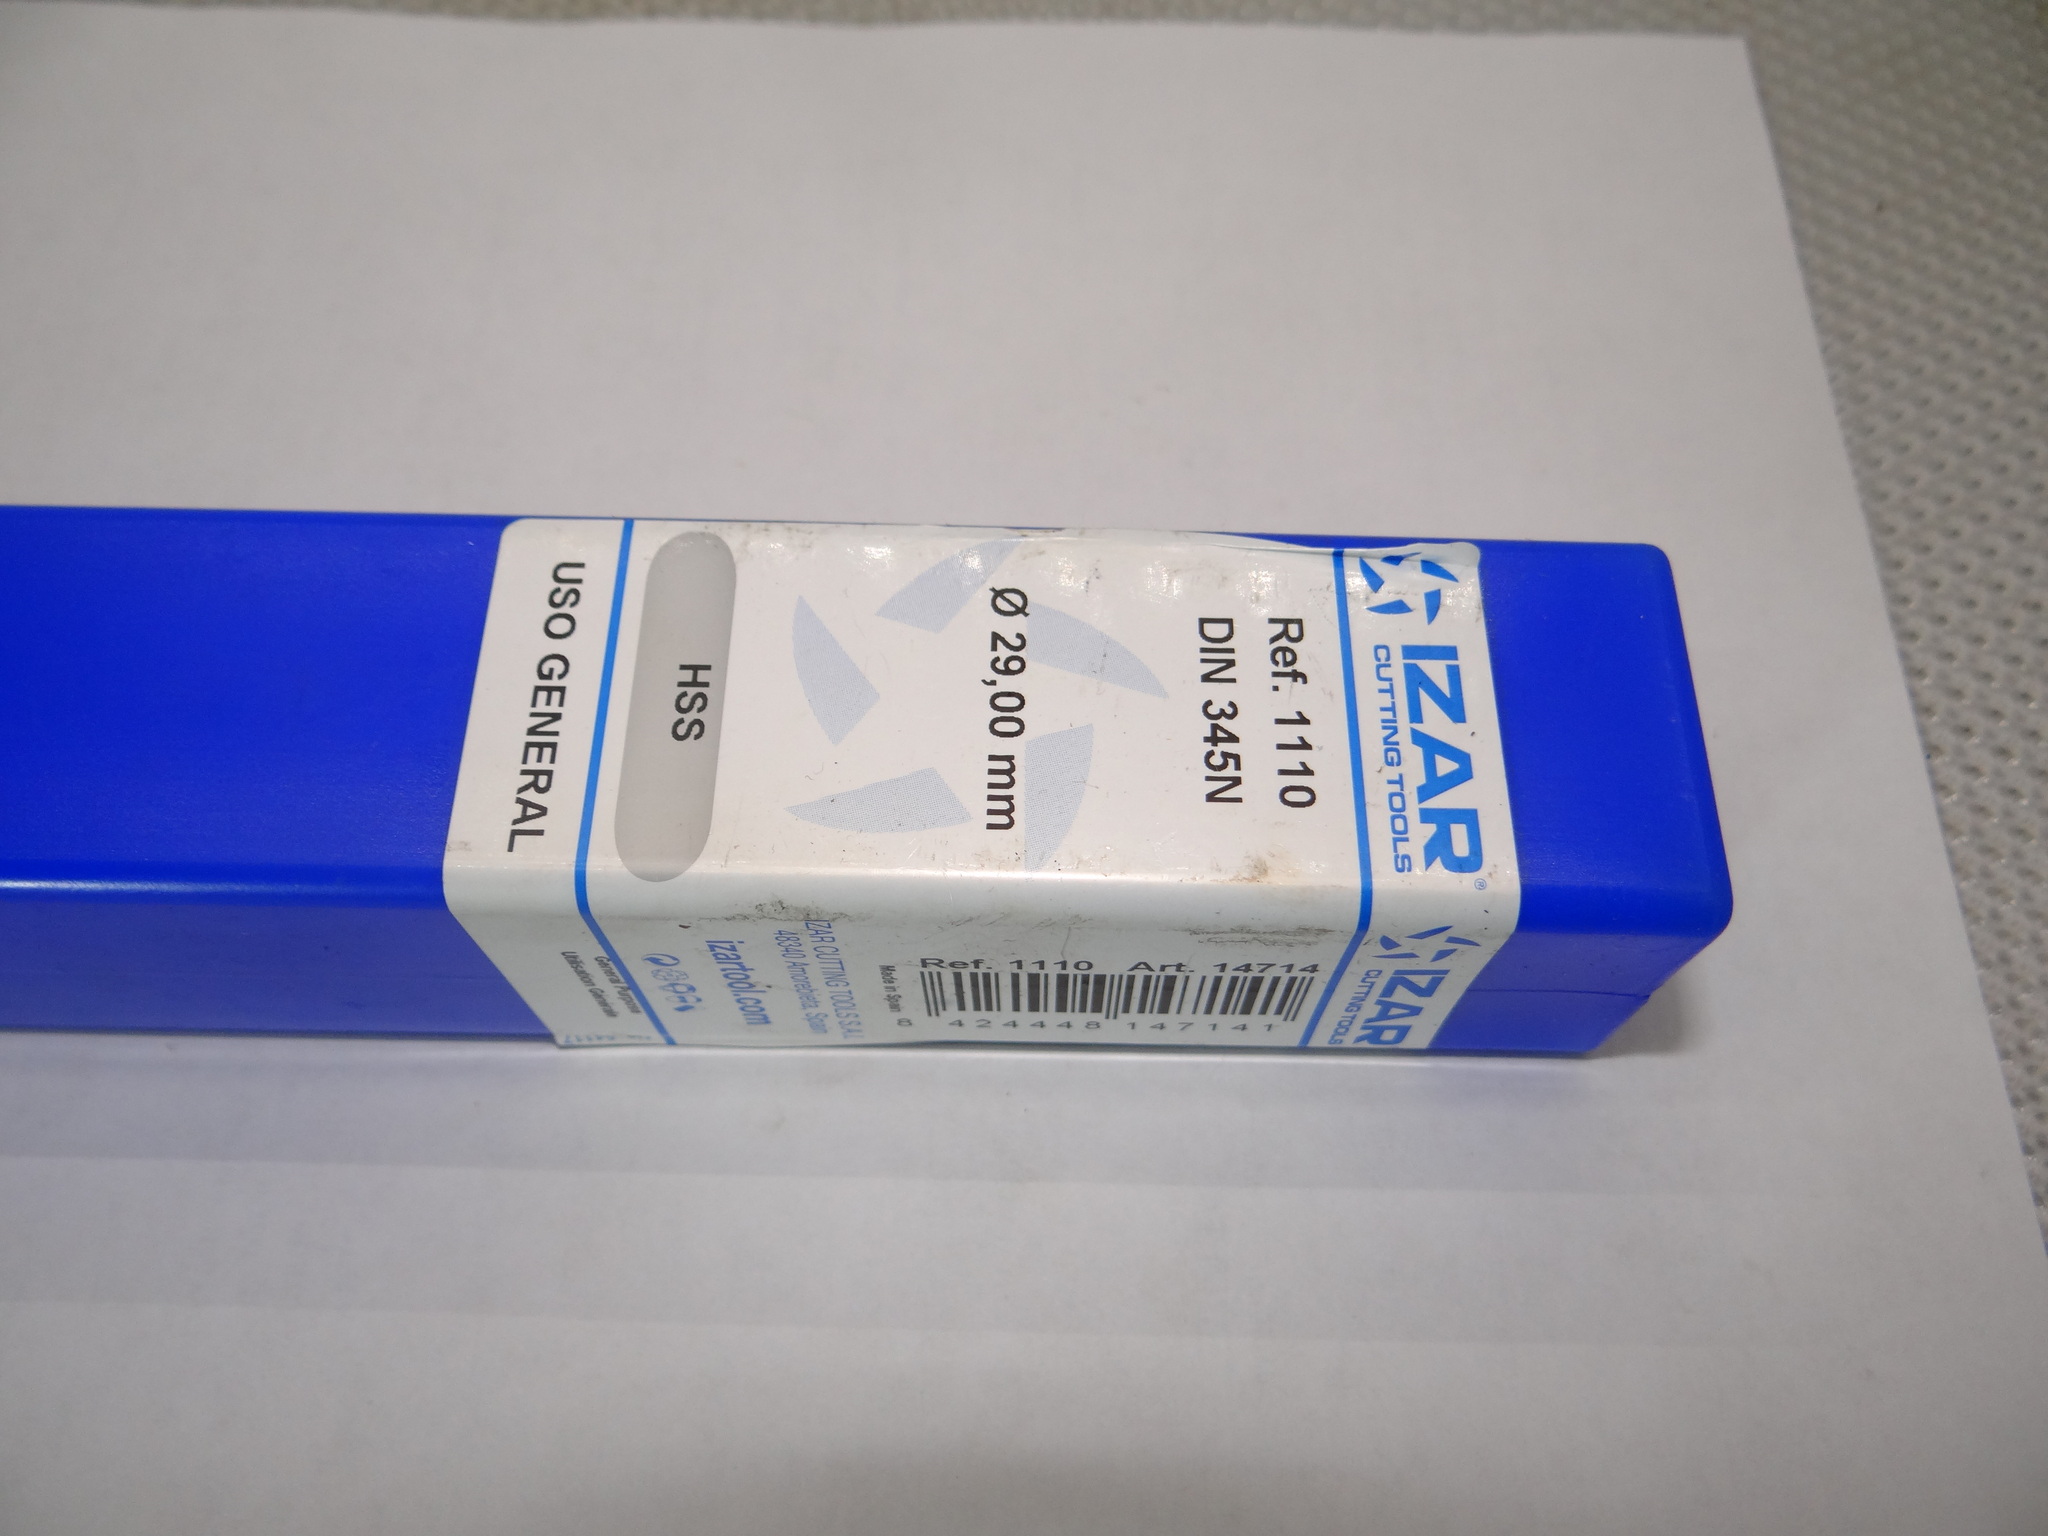 IZAR®
CUTTING TOOLS
Ref. 1110
DIN 345N
Ø 29,00 mm
HSS
USO GENERAL
IZAR
CUTTING TOOLS
Ref. 1110 Art. 14714
8 424448 147141
Made in Spain
IZAR CUTTING TOOLS S.A.L.
48340 Amorebieta, Spain
izartool.com
General Purpose
Utilisation Générale